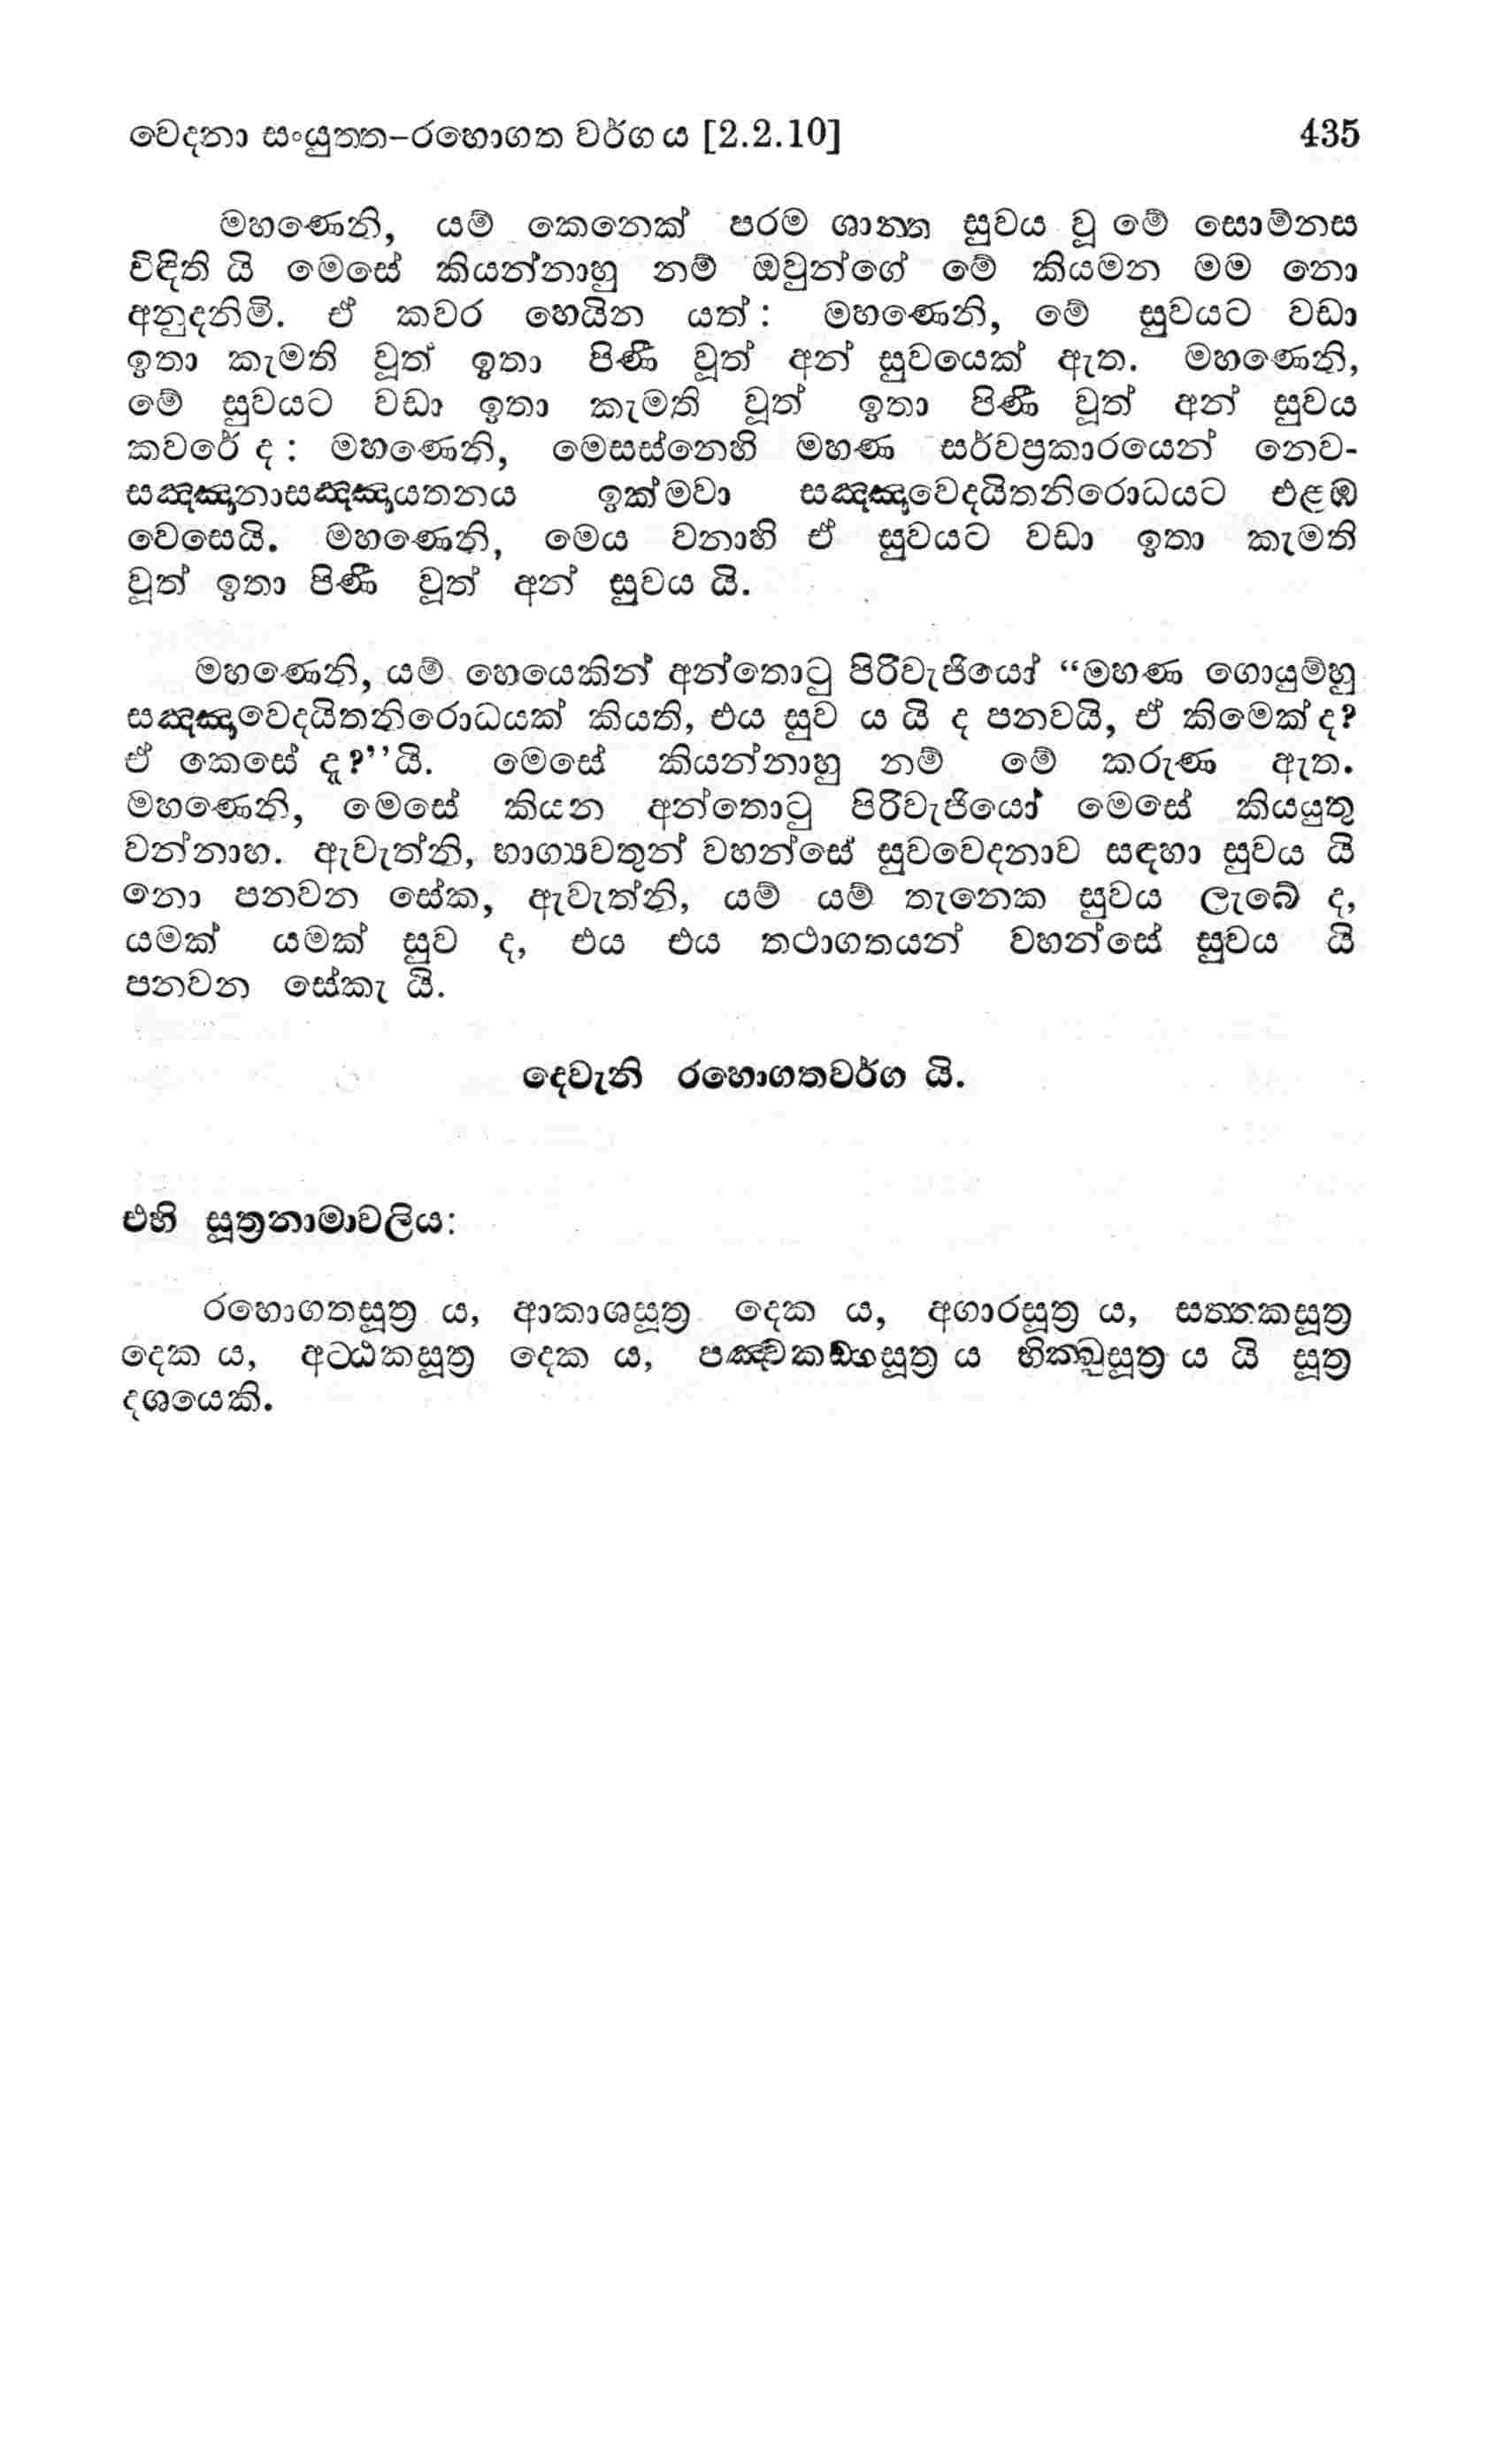 වෙදනා සංයුත්ත-රහොගත වර්ගය [2.2.10] 435
මහණෙනි, යම් කෙනෙක් පරම ශාන්ත සුවය වූ මේ සොම්නස
විඳිති යි මෙසේ කියන්නාහු නම් ඔවුන්ගේ මේ කියමන මම නො
අනුදනිමි. ඒ කවර හෙයින යත්: මහණෙනි, මේ සුවයට වඩා
ඉතා කැමති වූත් ඉතා පිණී වූත් අන් සුවයෙක් ඇත. මහණෙනි,
මේ සුවයට වඩා ඉතා කැමති වූත් ඉතා පිණී වූත් අන් සුවය
කවරේ ද: මහණෙනි, මෙසස්නෙහි මහණ සර්වප්‍රකාරයෙන් නෙව-
සඤ්ඤානාසඤ්ඤායතනය ඉක්මවා සඤ්ඤාවෙදයිතනිරොධයට එළඹ
වෙසෙයි. මහණෙනි, මෙය වනාහි ඒ සුවයට වඩා ඉතා කැමති
වූත් ඉතා පිණී වූත් අන් සුවය යි.
මහණෙනි, යම් හෙයෙකින් අන්තොටු පිරිවැජියෝ “මහණ ගොයුම්හු
සඤ්ඤාවෙදයිතනිරොධයක් කියති, එය සුව ය යි ද පනවයි, ඒ කිමෙක් ද?
ඒ කෙසේ දැ?’’යි. මෙසේ කියන්නාහු නම් මේ කරුණ ඇත.
මහණෙනි, මෙසේ කියන අන්තොටු පිරිවැජියෝ මෙසේ කියයුතු
වන්නාහ. ඇවැත්නි, භාග්‍යවතුන් වහන්සේ සුවවෙදනාව සඳහා සුවය යි
නො පනවන සේක, ඇවැත්නි, යම් යම් තැනෙක සුවය ලැබේ ද,
යමක් යමක් සුව ද, එය එය තථාගතයන් වහන්සේ සුවය යි
පනවන සේකැ යි.
දෙවැනි රහොගතවර්ග යි.
එහි සූත්‍රනාමාවලිය:
රහොගතසූත්‍ර ය, ආකාශසූත්‍ර දෙක ය, අගාරසූත්‍ර ය, සත්තකසූත්‍ර
දෙක ය, අට්ඨකසූත්‍ර දෙක ය, පඤ්චකඞ්ගසූත්‍ර ය භික්ඛුසූත්‍ර ය යි සූත්‍ර
දශයෙකි.